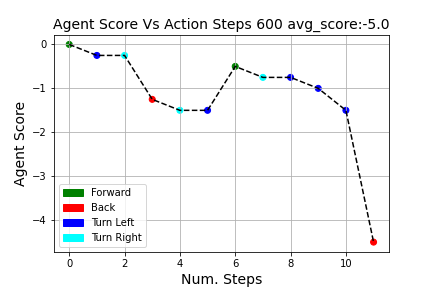 Agent Score Vs Action Steps 600 avg_score:-5.0
Agent Score
0
−1
−2
−3
−4
Forward
Back
Turn Left
Turn Right
0 2 4 6 8 10
Num. Steps